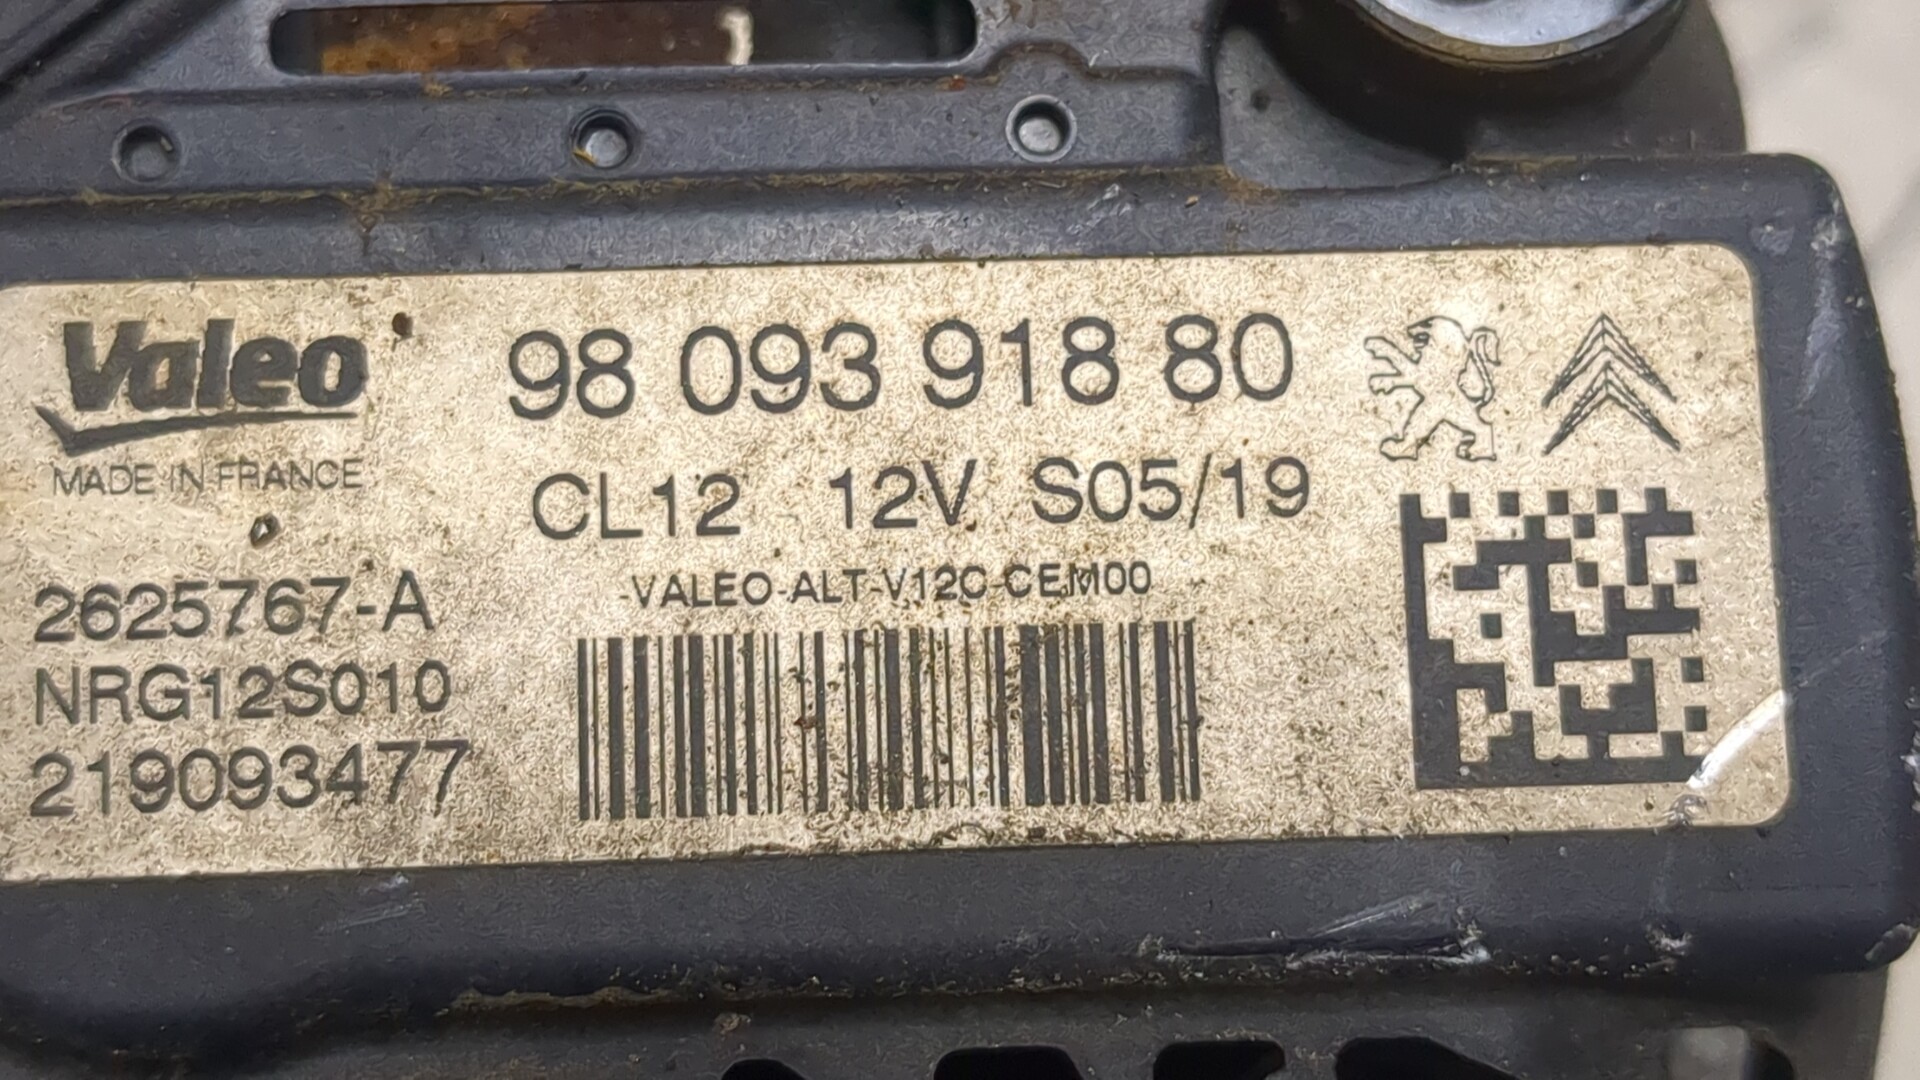 Valeo
MADE IN FRANCE
98 093 918 80
CL12 12V S05/19
-VALEO-ALT-V12C-CEM00
2625767-A
NRG12S010
219093477